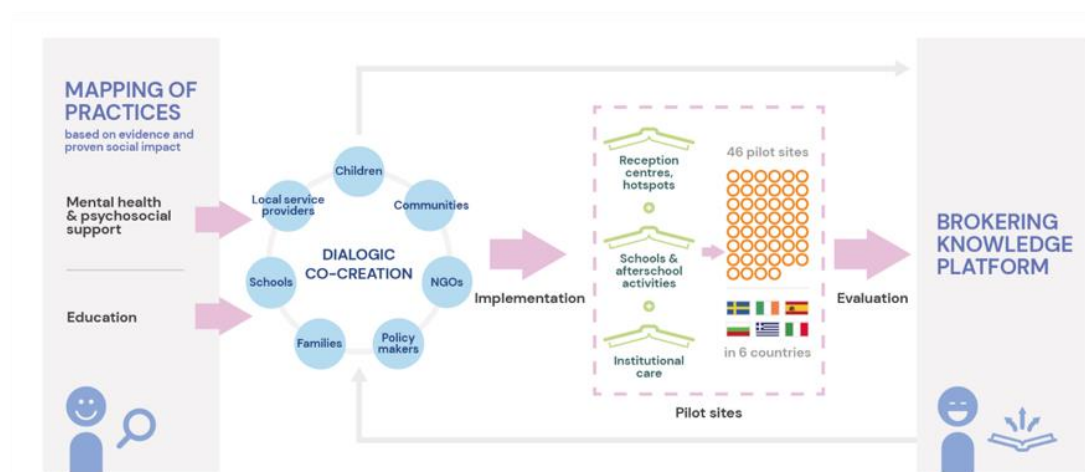 MAPPING OF
PRACTICES
based on evidence and
proven social impact
Mental health
& psychosocial
support
Education
Children
Local service
providers
Communities
DIALOGIC
CO-CREATION
Schools
NGOs
Families
Policy
makers
Implementation
Reception
centres,
hotspots
Schools &
afterschool
activities
Institutional
care
46 pilot sites
in 6 countries
Pilot sites
Evaluation
BROKERING
KNOWLEDGE
PLATFORM